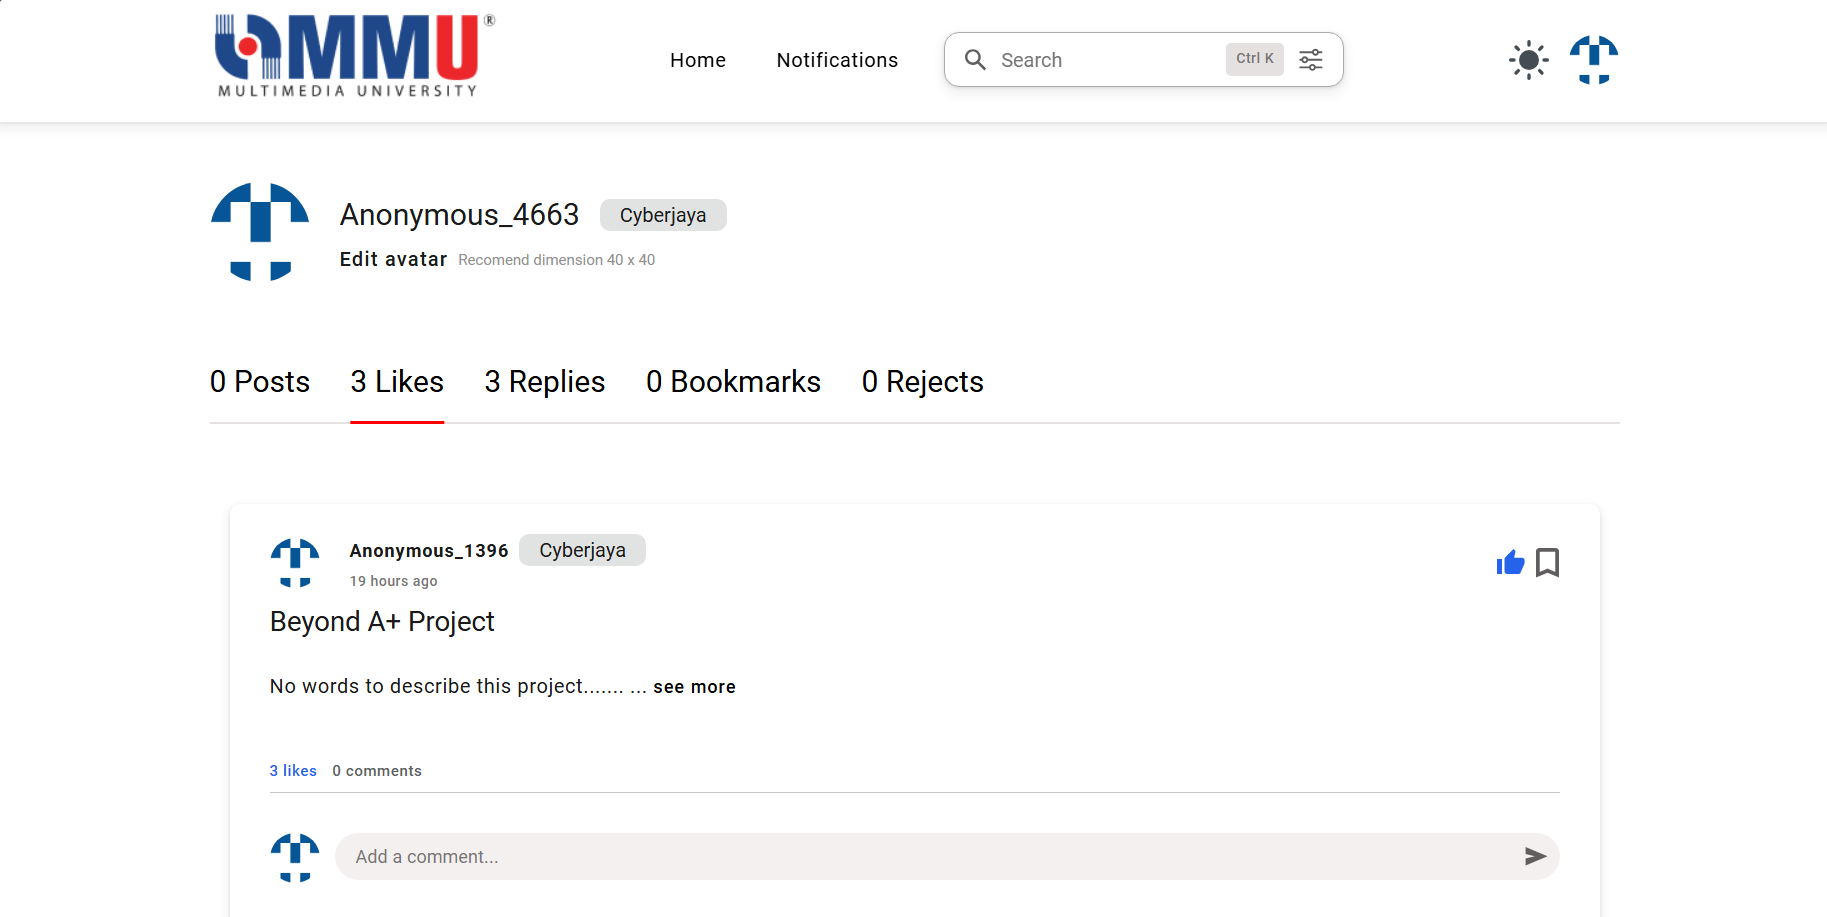 MMU®
MULTIMEDIA UNIVERSITY
Home Notifications Search Ctrl K
Anonymous_4663 Cyberjaya
Edit avatar Recomend dimension 40 x 40
0 Posts 3 Likes 3 Replies 0 Bookmarks 0 Rejects
Anonymous_1396 Cyberjaya
19 hours ago
Beyond A+ Project
No words to describe this project....... ... see more
3 likes 0 comments
Add a comment...